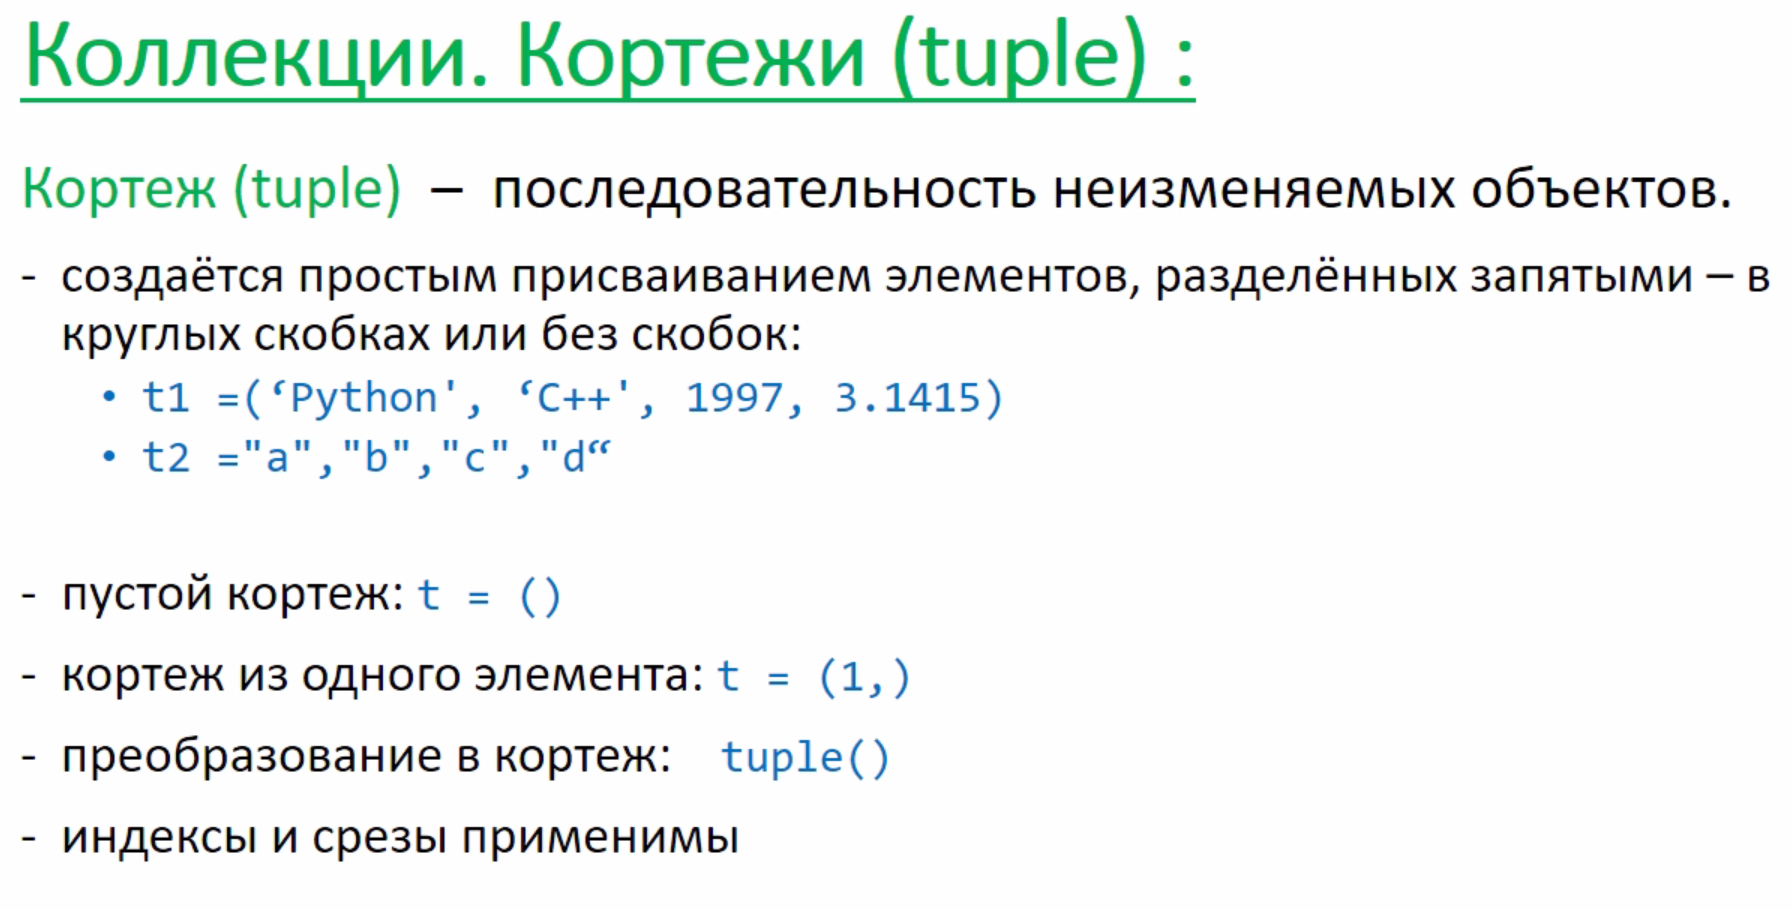 Коллекции. Кортежи (tuple) :
Кортеж (tuple) – последовательность неизменяемых объектов.
- создаётся простым присваиванием элементов, разделённых запятыми – в
круглых скобках или без скобок:
• t1 =(‘Python', ‘C++', 1997, 3.1415)
• t2 ="a","b","c","d“
- пустой кортеж: t = ()
- кортеж из одного элемента: t = (1,)
- преобразование в кортеж: tuple()
- индексы и срезы применимы